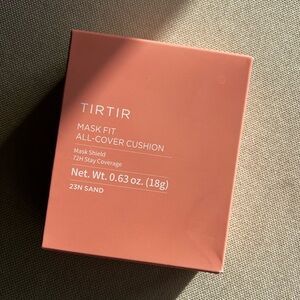 TIRTIR
MASK FIT
ALL-COVER CUSHION
Mask Shield
72H Stay Coverage
Net. Wt. 0.63 oz. (18g)
23N SAND